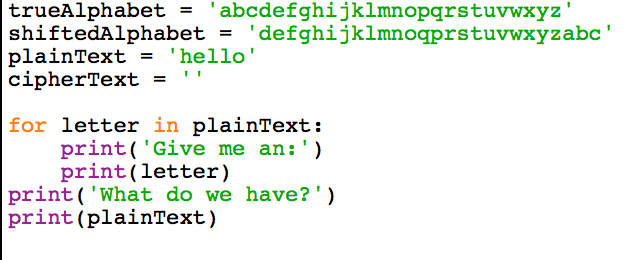 trueAlphabet = 'abcdefghijklmnopqrstuvwxyz'
shiftedAlphabet = 'defghijklmnoqprstuvwxyzabc'
plainText = 'hello'
cipherText = ''

for letter in plainText:
    print('Give me an:')
    print(letter)
print('What do we have?')
print(plainText)